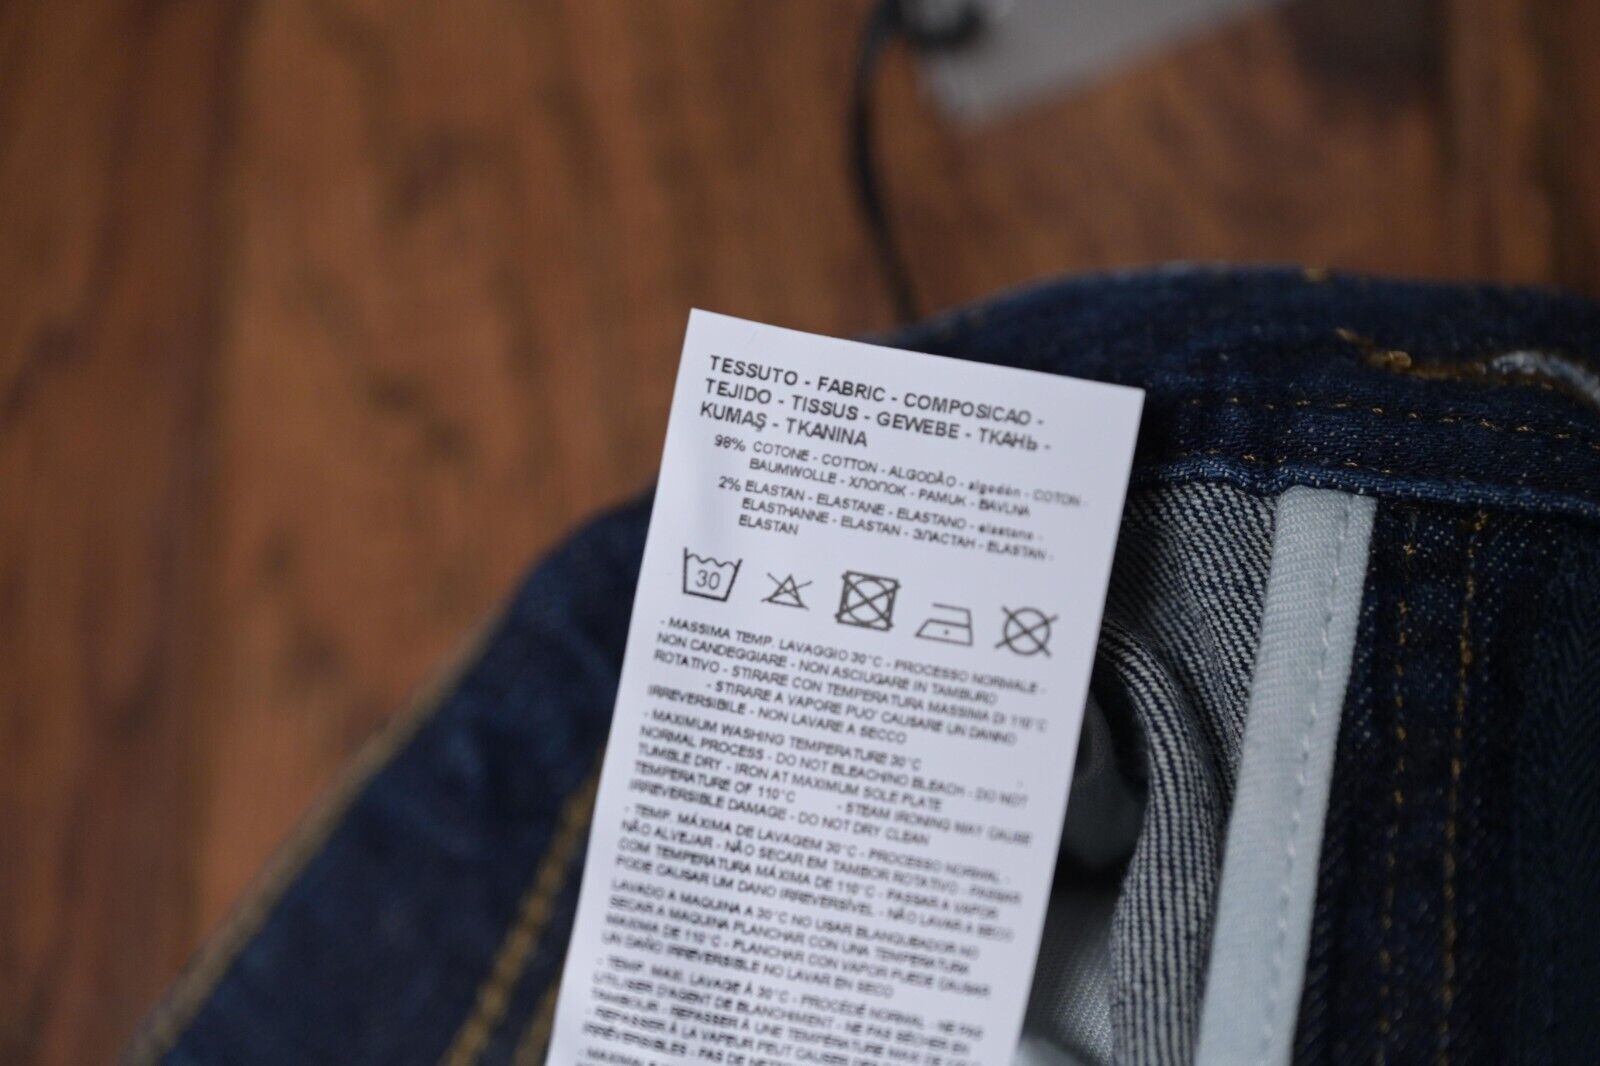 TESSUTO - FABRIC - COMPOSICAO -
TEJIDO - TISSUS - GEWEBE - ТКАНЬ -
KUMAŞ - TKANINA
98% COTONE - COTTON - ALGODÃO - algodón - COTON -
BAUMWOLLE - ХЛОПОК - PAMUK - BAVLNA
2% ELASTAN - ELASTANE - ELASTANO - elastano -
ELASTHANNE - ELASTAN - ЭЛАСТАН - ELASTAN -
ELASTAN
30
- MASSIMA TEMP. LAVAGGIO 30°C - PROCESSO NORMALE -
NON CANDEGGIARE - NON ASCIUGARE IN TAMBURO
ROTATIVO - STIRARE CON TEMPERATURA MASSIMA DI 110°C
- STIRARE A VAPORE PUO' CAUSARE UN DANNO
IRREVERSIBILE - NON LAVARE A SECCO
- MAXIMUM WASHING TEMPERATURE 30°C
NORMAL PROCESS - DO NOT BLEACHING BLEACH - DO NOT
TUMBLE DRY - IRON AT MAXIMUM SOLE PLATE
TEMPERATURE OF 110°C - STEAM IRONING MAY CAUSE
IRREVERSIBLE DAMAGE - DO NOT DRY CLEAN
- TEMP. MÁXIMA DE LAVAGEM 30°C - PROCESSO NORMAL -
NÃO ALVEJAR - NÃO SECAR EM TAMBOR ROTATIVO - PASSAR
COM TEMPERATURA MÁXIMA DE 110°C - PASSAR A VAPOR
PODE CAUSAR UM DANO IRREVERSÍVEL - NÃO LAVAR A SECO
LAVADO A MAQUINA A 30°C NO USAR BLANQUEADOR NO
SECAR A MAQUINA PLANCHAR CON UNA TEMPERATURA
MAXIMA DE 110°C - PLANCHAR CON VAPOR PUEDE CAUSAR
UN DAÑO IRREVERSIBLE NO LAVAR EN SECO
- TEMP. MAX. LAVAGE À 30°C - PROCÉDÉ NORMAL - NE PAS
UTILISER D'AGENT DE BLANCHIMENT - NE PAS SÉCHER EN
TAMBOUR - REPASSER À UNE TEMPÉRATURE MAX DE
- REPASSER À LA VAPEUR PEUT CAUSER DES
IRRÉVERSIBLES - PAS DE